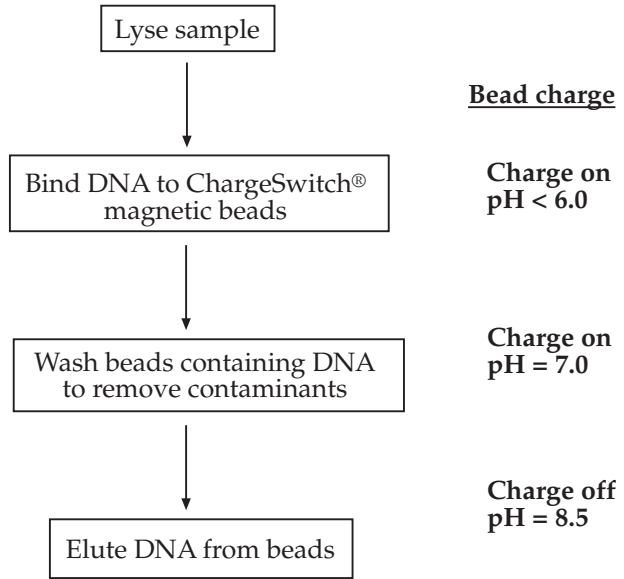 Lyse sample
Bead charge
Bind DNA to ChargeSwitch®
magnetic beads
Charge on
pH < 6.0
Wash beads containing DNA
to remove contaminants
Charge on
pH = 7.0
Elute DNA from beads
Charge off
pH = 8.5